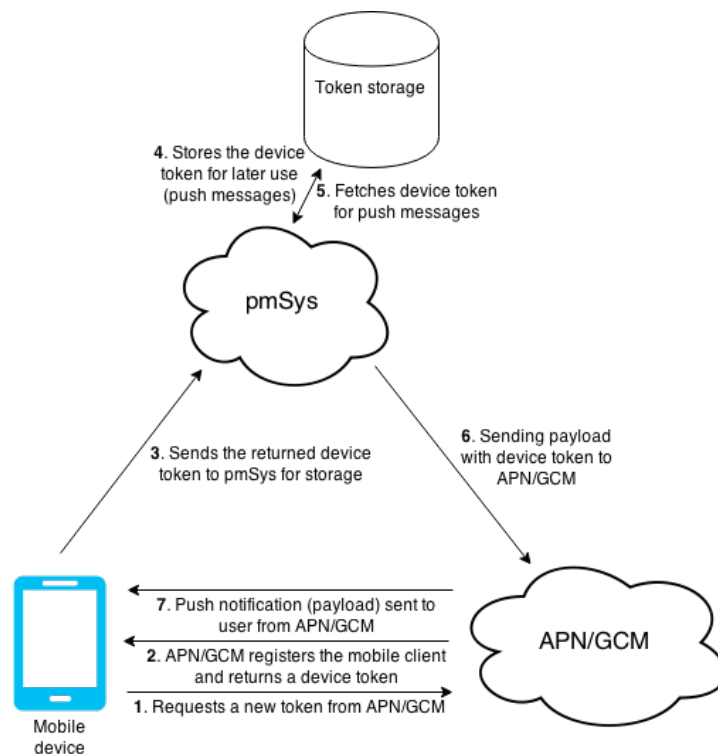 Token storage
4. Stores the device
token for later use
(push messages)
5. Fetches device token
for push messages
pmSys
3. Sends the returned device
token to pmSys for storage
6. Sending payload
with device token to
APN/GCM
7. Push notification (payload) sent to
user from APN/GCM
APN/GCM
2. APN/GCM registers the mobile client
and returns a device token
1. Requests a new token from APN/GCM
Mobile
device